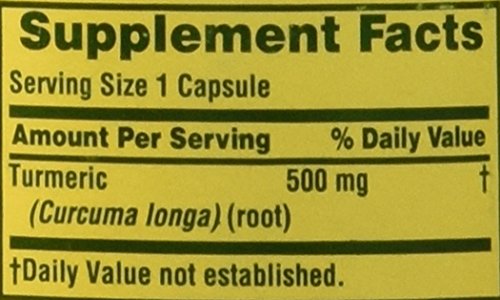 Supplement Facts
Serving Size 1 Capsule
Amount Per Serving % Daily Value
Turmeric 500 mg †
(Curcuma longa) (root)
†Daily Value not established.